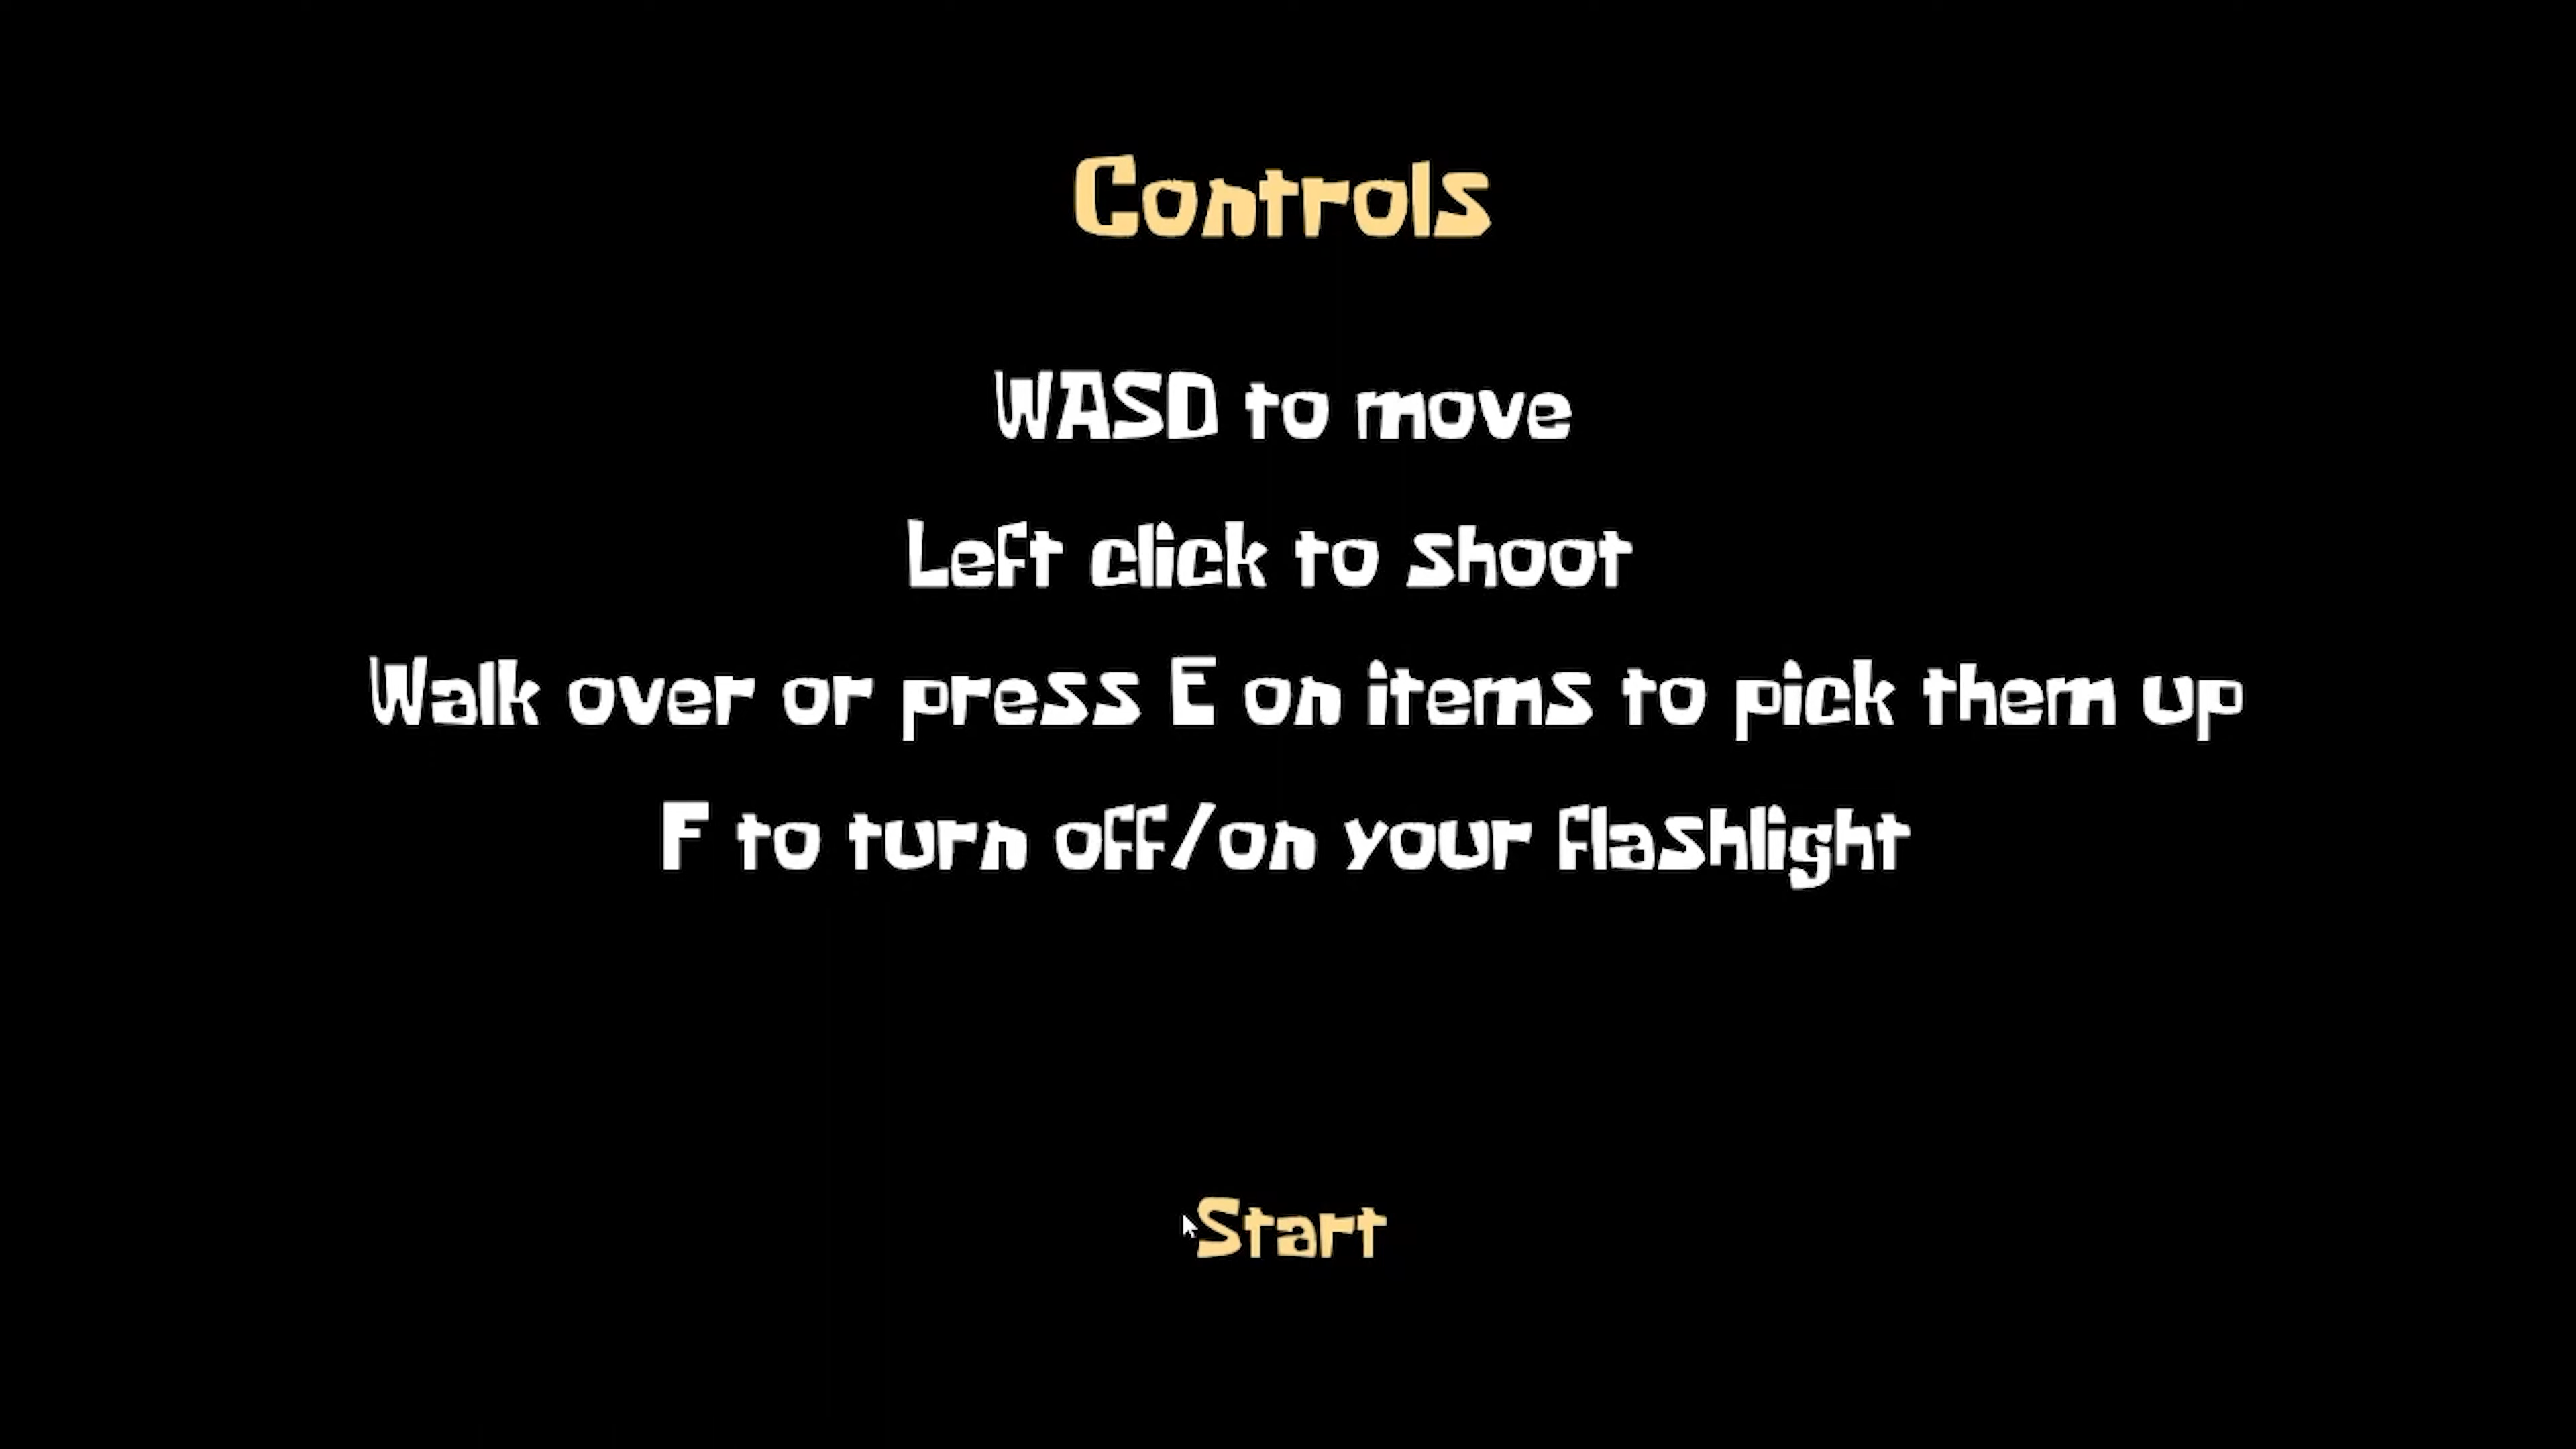 Controls
WASD to move
Left click to shoot
Walk over or press E on items to pick them up
F to turn off/on your flashlight
Start